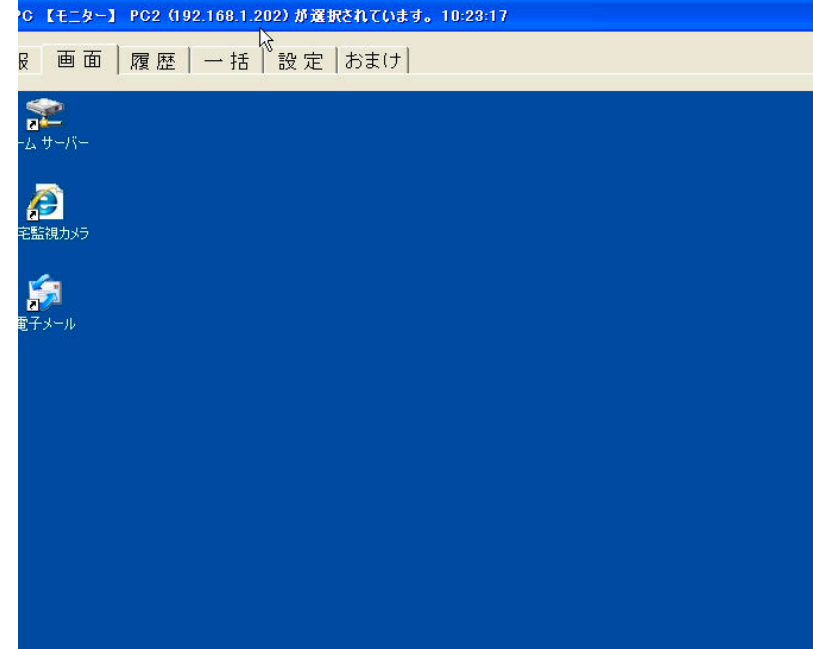 PC 【モニター】 PC2 (192.168.1.202) が選択されています。 10:23:17
報 画面 履歴 一括 設定 おまけ
ーム サーバー
宅監視カメラ
電子メール